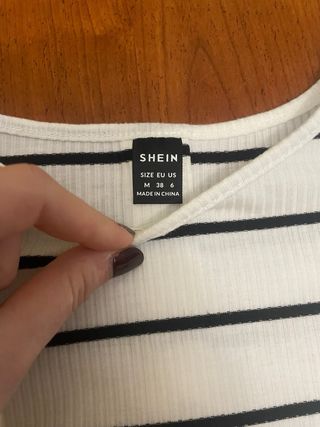 SHEIN
SIZE EU US
M 38 6
MADE IN CHINA